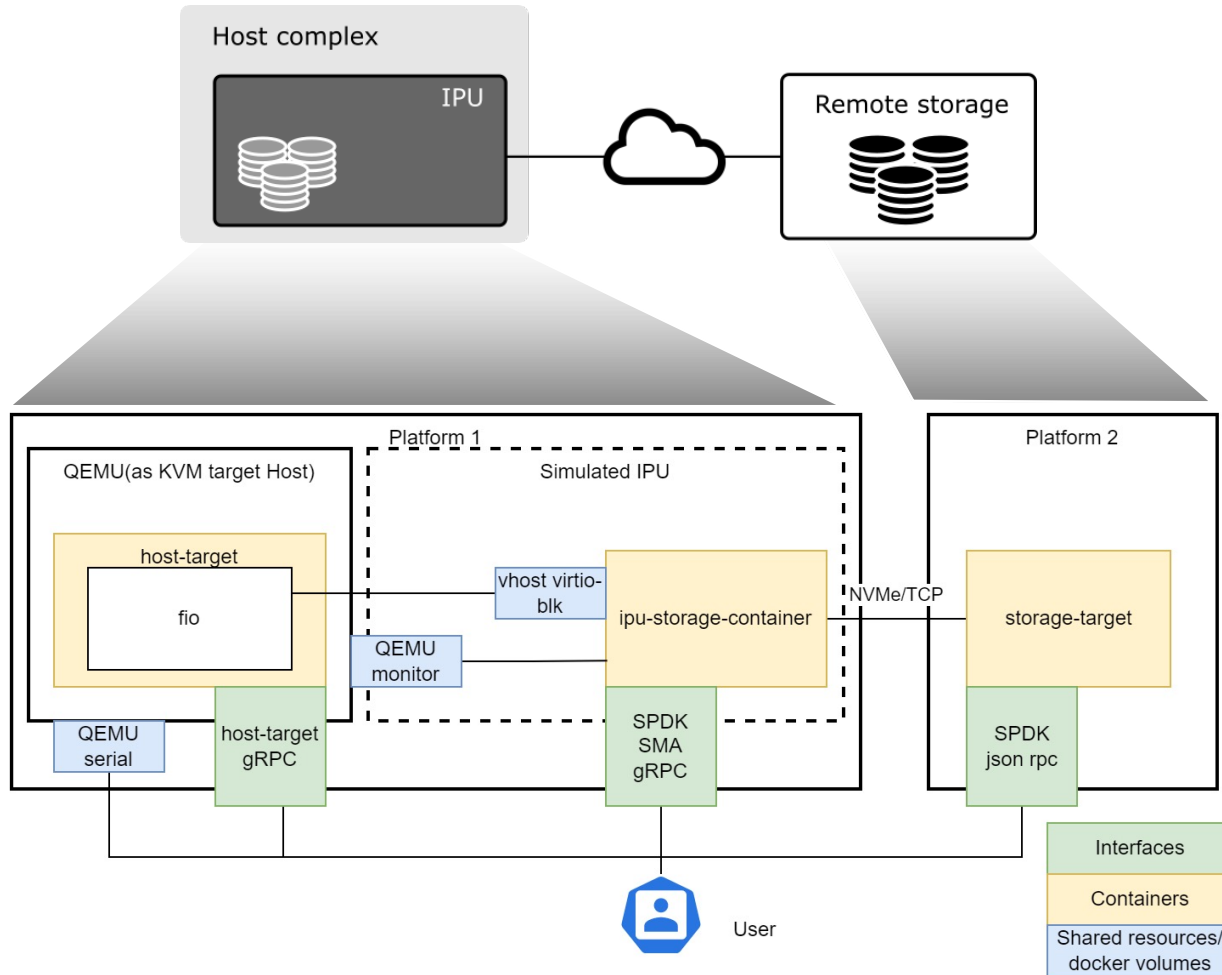 Host complex
IPU
Remote storage
Platform 1
Platform 2
QEMU(as KVM target Host)
Simulated IPU
host-target
fio
vhost virtio-
blk
ipu-storage-container
NVMe/TCP
storage-target
QEMU
monitor
QEMU
serial
host-target
gRPC
SPDK
SMA
gRPC
SPDK
json rpc
Interfaces
Containers
Shared resources/
docker volumes
User